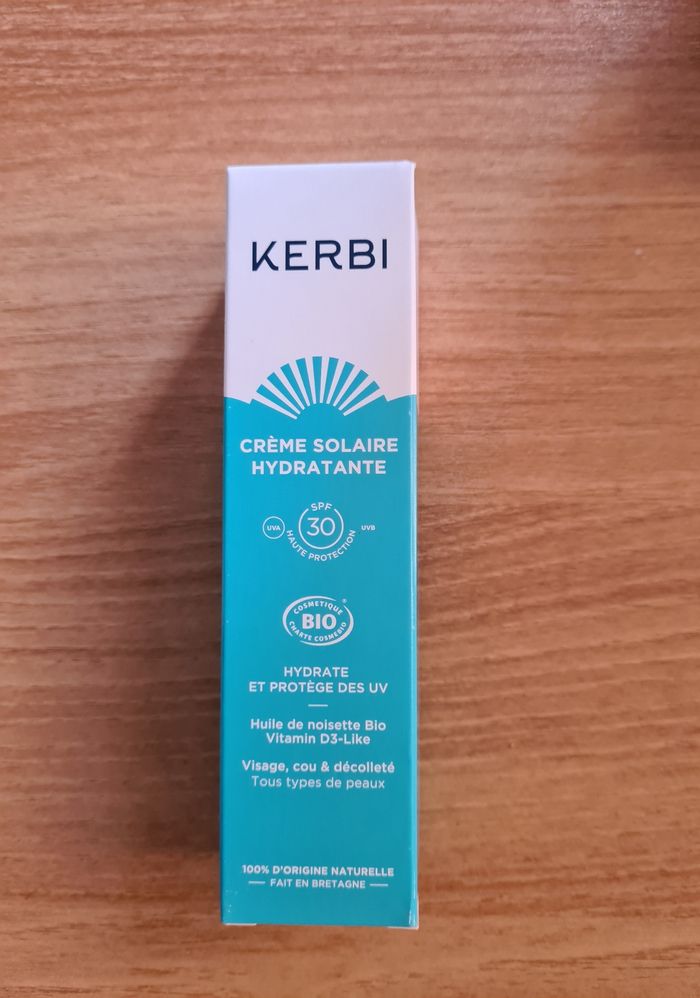 KERBI
CRÈME SOLAIRE
HYDRATANTE
SPF
UVA 30 UVB
HAUTE PROTECTION
COSMETIQUE
BIO
CHARTE COSMEBIO
HYDRATE
ET PROTÈGE DES UV
Huile de noisette Bio
Vitamin D3-Like
Visage, cou & décolleté
Tous types de peaux
100% D'ORIGINE NATURELLE
FAIT EN BRETAGNE